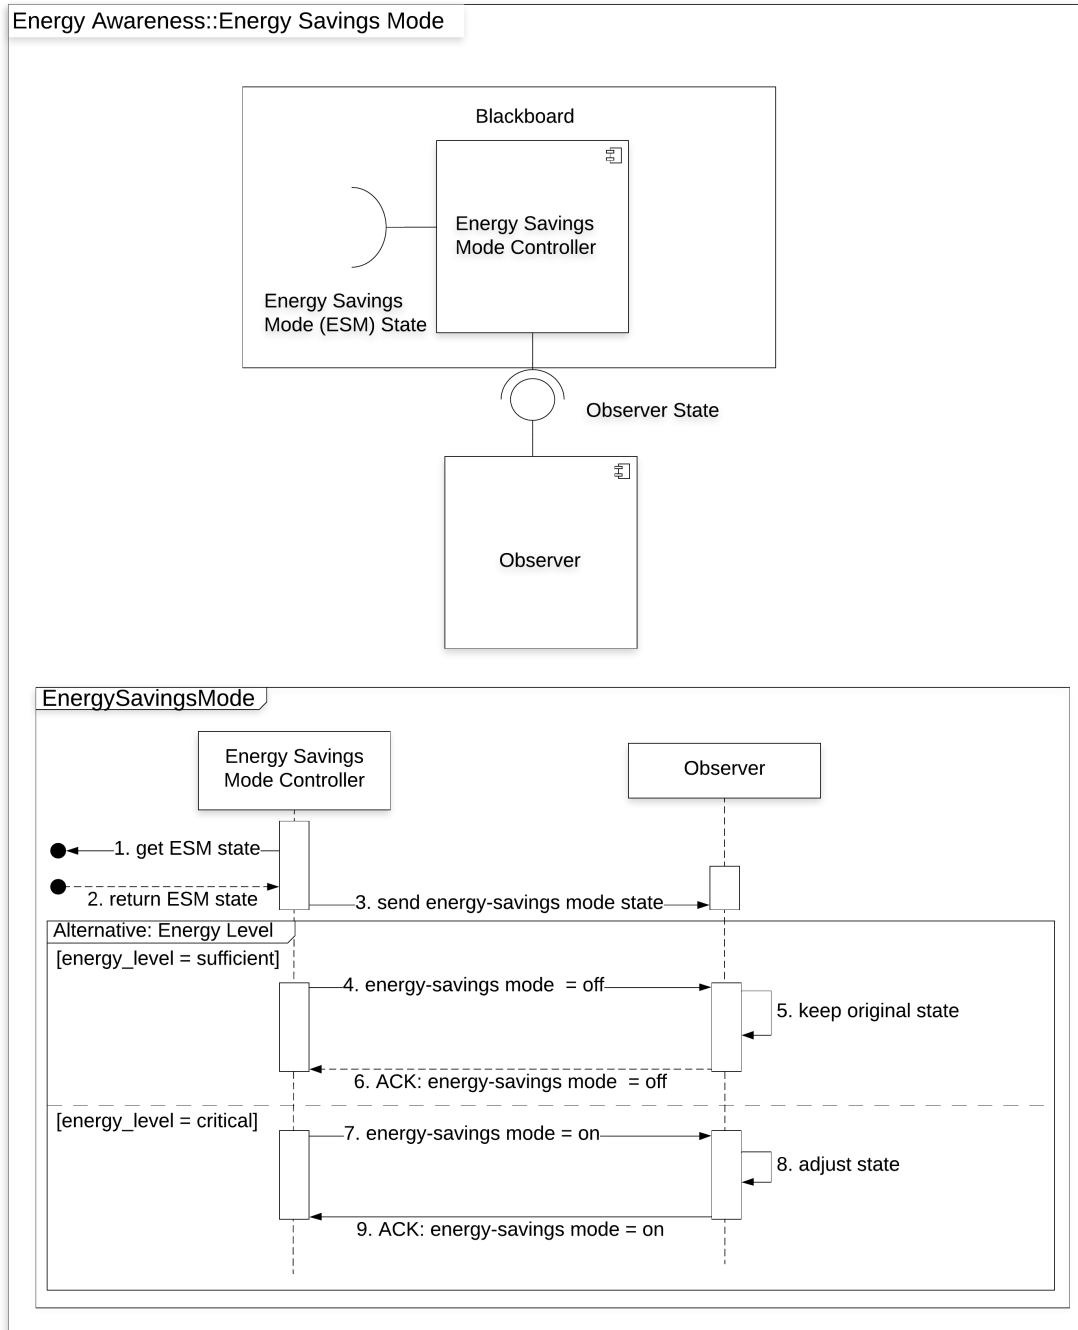 Energy Awareness::Energy Savings Mode
Blackboard
Energy Savings
Mode Controller
Energy Savings
Mode (ESM) State
Observer State
Observer
EnergySavingsMode
Energy Savings
Mode Controller
Observer
1. get ESM state
2. return ESM state
3. send energy-savings mode state
Alternative: Energy Level
[energy_level = sufficient]
4. energy-savings mode  = off
5. keep original state
6. ACK: energy-savings mode  = off
[energy_level = critical]
7. energy-savings mode = on
8. adjust state
9. ACK: energy-savings mode = on